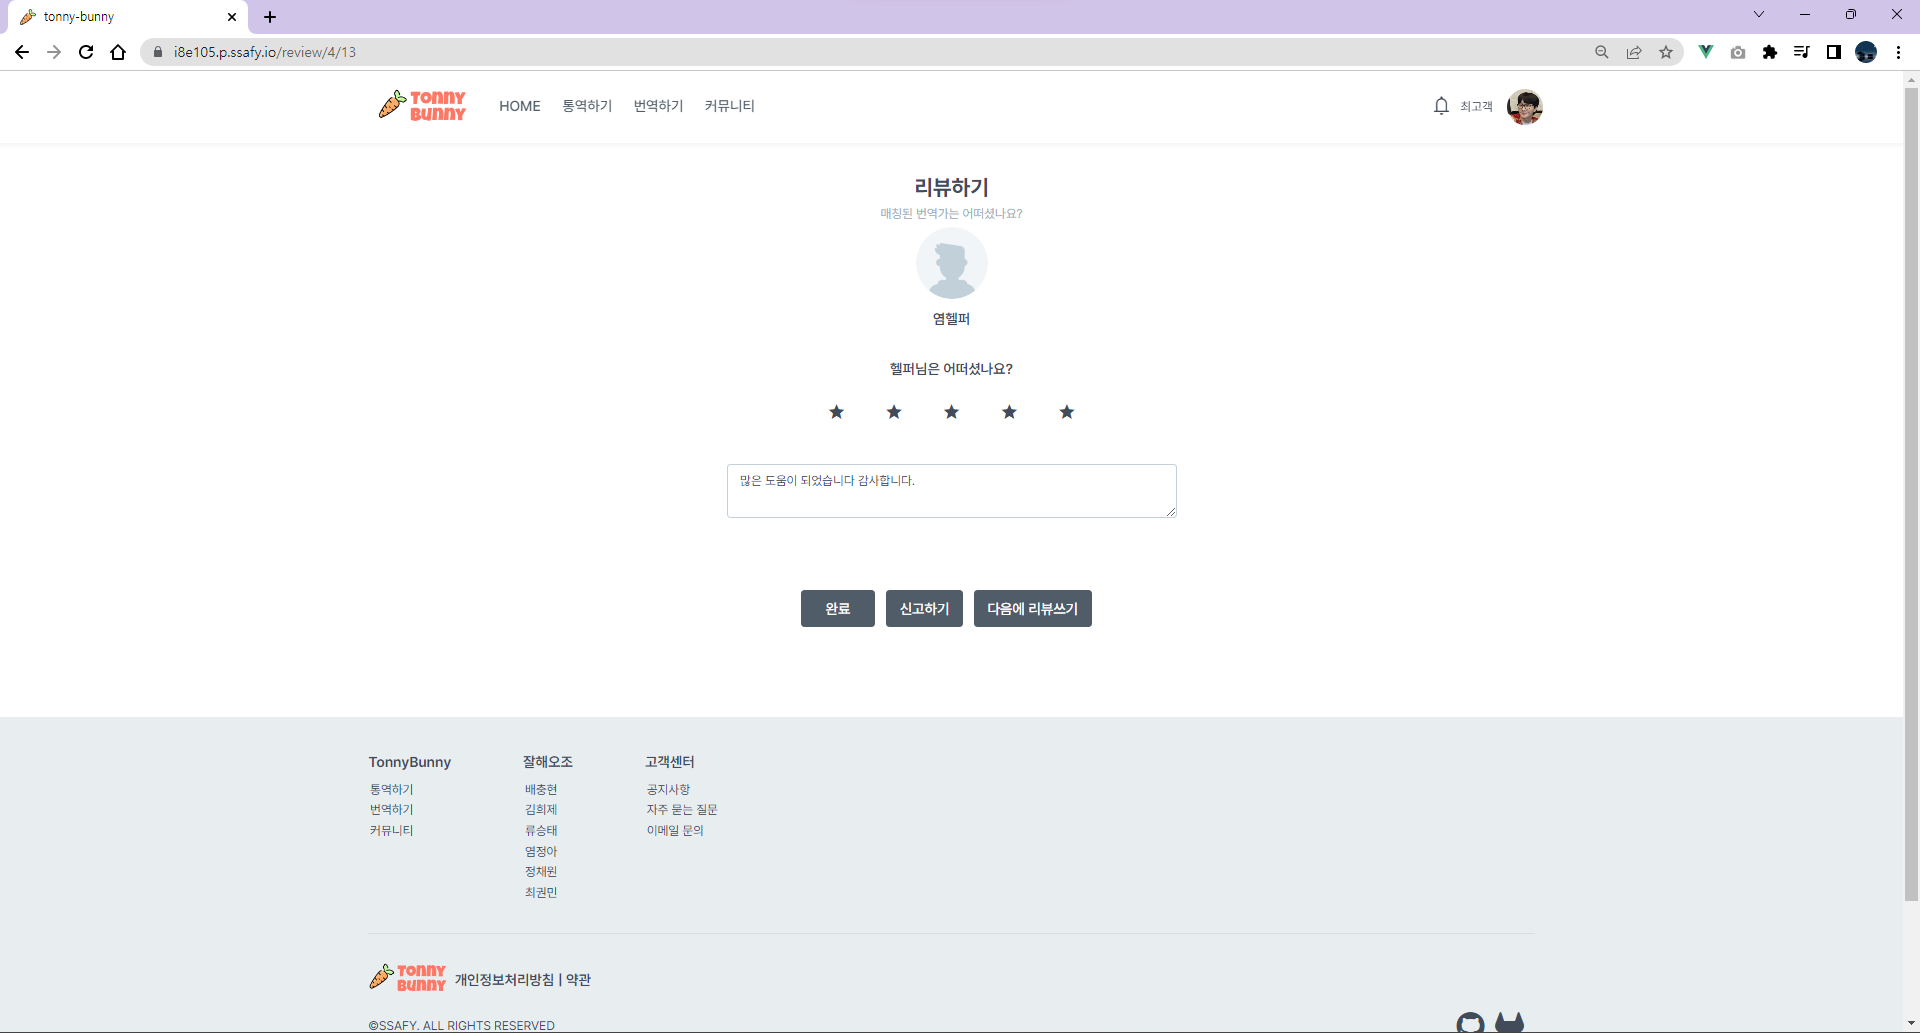 tonny-bunny
i8e105.p.ssafy.io/review/4/13
TONNY BUNNY
HOME 통역하기 번역하기 커뮤니티
최고객
리뷰하기
매칭된 번역가는 어떠셨나요?
염헬퍼
헬퍼님은 어떠셨나요?
많은 도움이 되었습니다 감사합니다.
완료 신고하기 다음에 리뷰쓰기
TonnyBunny
통역하기
번역하기
커뮤니티
잘해오조
배충현
김희제
류승태
염정아
정채원
최권민
고객센터
공지사항
자주 묻는 질문
이메일 문의
TONNY BUNNY
개인정보처리방침 | 약관
©SSAFY. ALL RIGHTS RESERVED